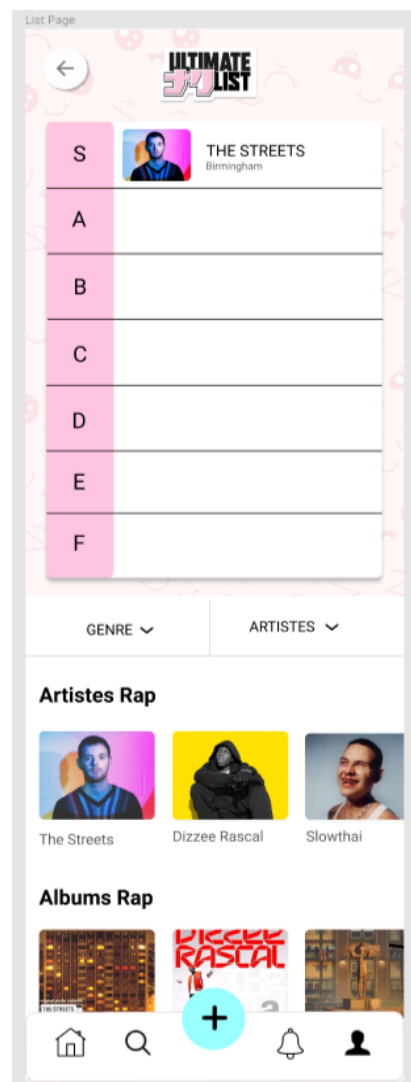 List Page
ULTIMATE
LIST
S
THE STREETS
Birmingham
A
B
C
D
E
F
GENRE
ARTISTES
Artistes Rap
The Streets
Dizzee Rascal
Slowthai
Albums Rap
DIZZEE
RASCAL
THE STREETS